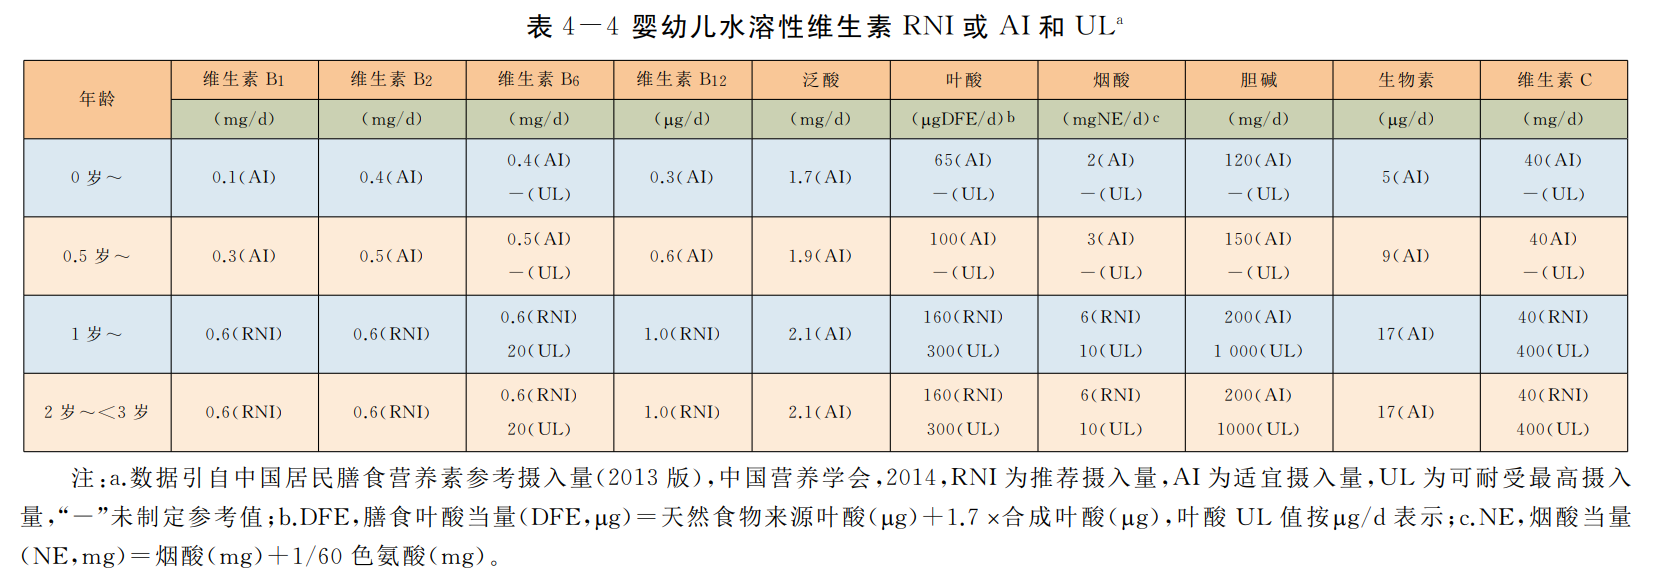 表 4—4 婴幼儿水溶性维生素 RNI 或 AI 和 ULa
年龄 维生素 B1 维生素 B2 维生素 B6 维生素 B12 泛酸 叶酸 烟酸 胆碱 生物素 维生素 C
(mg/d) (mg/d) (mg/d) (μg/d) (mg/d) (μgDFE/d)b (mgNE/d)c (mg/d) (μg/d) (mg/d)
0 岁～ 0.1(AI) 0.4(AI) 0.4(AI) —(UL) 0.3(AI) 1.7(AI) 65(AI) —(UL) 2(AI) —(UL) 120(AI) —(UL) 5(AI) 40(AI) —(UL)
0.5 岁～ 0.3(AI) 0.5(AI) 0.5(AI) —(UL) 0.6(AI) 1.9(AI) 100(AI) —(UL) 3(AI) —(UL) 150(AI) —(UL) 9(AI) 40AI) —(UL)
1 岁～ 0.6(RNI) 0.6(RNI) 0.6(RNI) 20(UL) 1.0(RNI) 2.1(AI) 160(RNI) 300(UL) 6(RNI) 10(UL) 200(AI) 1 000(UL) 17(AI) 40(RNI) 400(UL)
2 岁～<3 岁 0.6(RNI) 0.6(RNI) 0.6(RNI) 20(UL) 1.0(RNI) 2.1(AI) 160(RNI) 300(UL) 6(RNI) 10(UL) 200(AI) 1000(UL) 17(AI) 40(RNI) 400(UL)
注:a.数据引自中国居民膳食营养素参考摄入量(2013 版),中国营养学会,2014,RNI 为推荐摄入量,AI 为适宜摄入量,UL 为可耐受最高摄入
量,“—”未制定参考值;b.DFE,膳食叶酸当量(DFE,μg)=天然食物来源叶酸(μg)+1.7 ×合成叶酸(μg),叶酸 UL 值按μg/d 表示;c.NE,烟酸当量
(NE,mg)=烟酸(mg)+1/60 色氨酸(mg)。